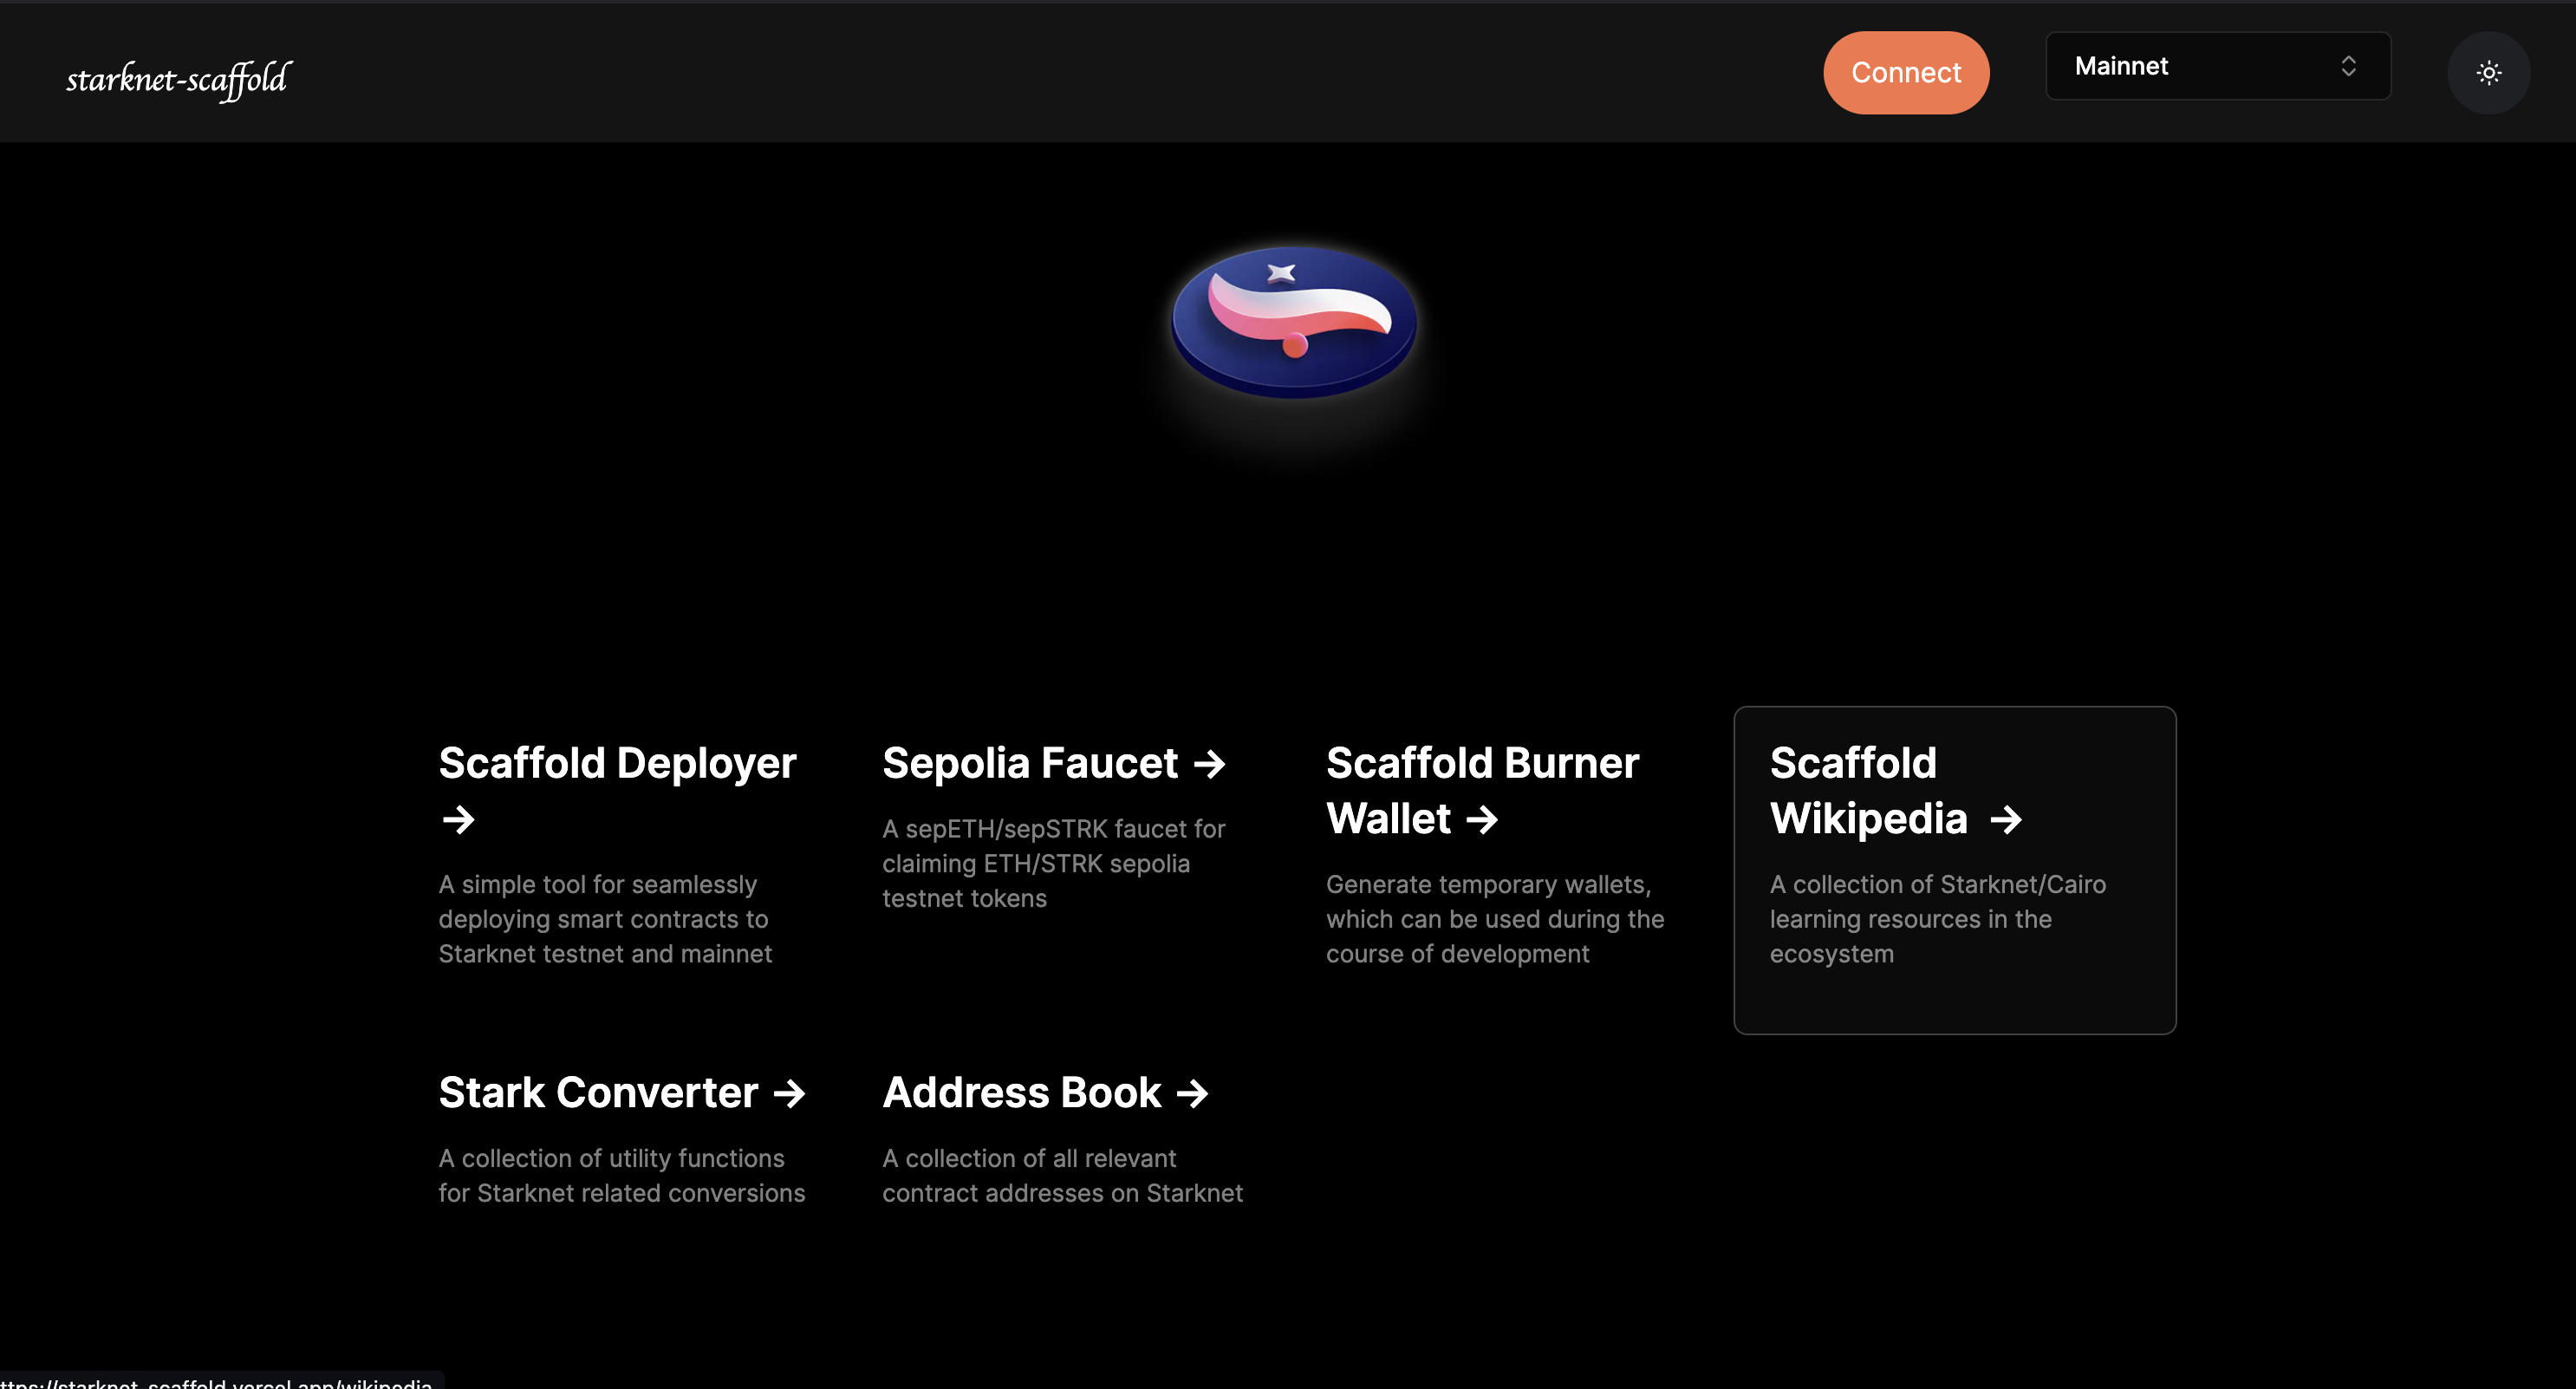 starknet-scaffold
Connect
Mainnet
Scaffold Deployer
→
A simple tool for seamlessly
deploying smart contracts to
Starknet testnet and mainnet
Sepolia Faucet →
A sepETH/sepSTRK faucet for
claiming ETH/STRK sepolia
testnet tokens
Scaffold Burner
Wallet →
Generate temporary wallets,
which can be used during the
course of development
Scaffold
Wikipedia →
A collection of Starknet/Cairo
learning resources in the
ecosystem
Stark Converter →
A collection of utility functions
for Starknet related conversions
Address Book →
A collection of all relevant
contract addresses on Starknet
ttps://starknet-scaffold.vercel.app/wikipedia